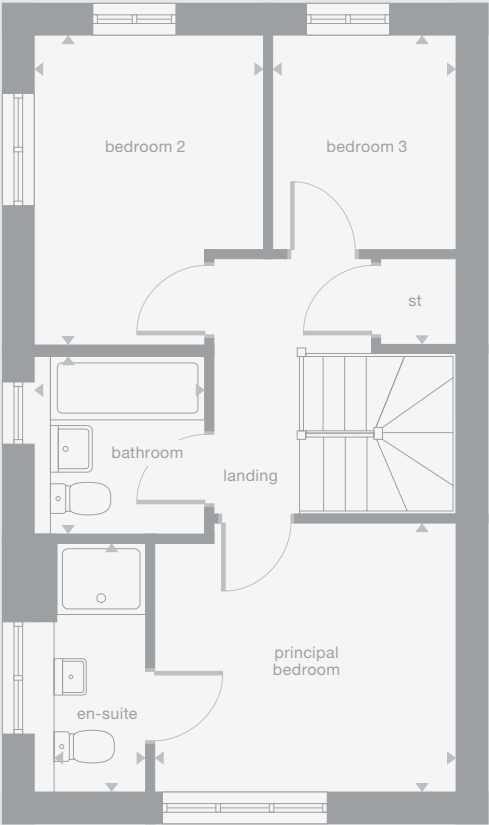 bedroom 2
bedroom 3
st
bathroom
landing
principal
bedroom
en-suite